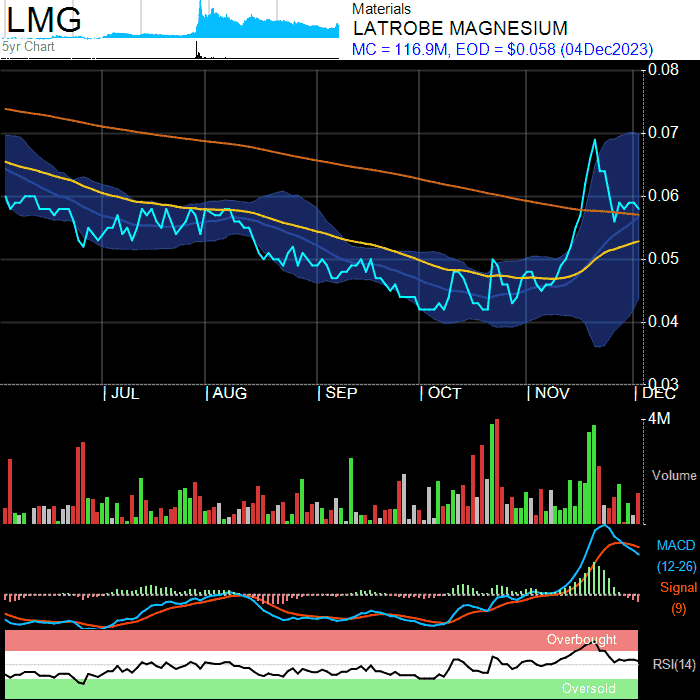 LMG
5yr Chart
Materials
LATROBE MAGNESIUM
MC = 116.9M, EOD = $0.058 (04Dec2023)
0.08
0.07
0.06
0.05
0.04
0.03
JUL
AUG
SEP
OCT
NOV
DEC
4M
Volume
MACD
(12-26)
Signal
(9)
Overbought
RSI(14)
Oversold